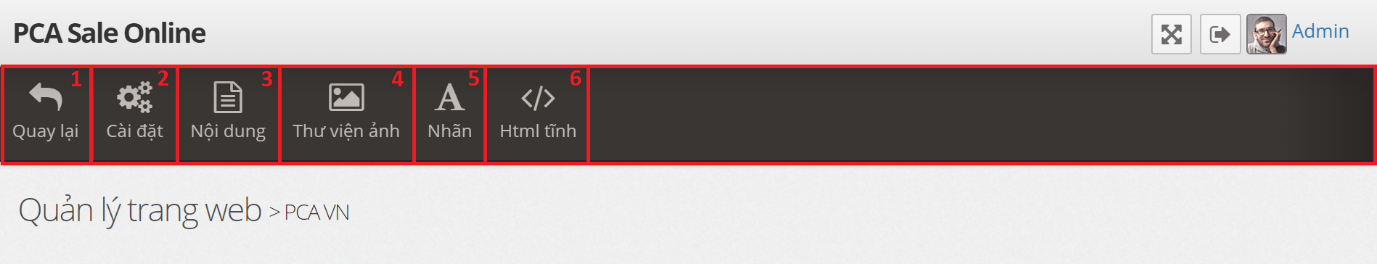 PCA Sale Online
Admin
1 2 3 4 5 6
Quay lại Cài đặt Nội dung Thư viện ảnh Nhãn Html tĩnh
Quản lý trang web > PCA VN